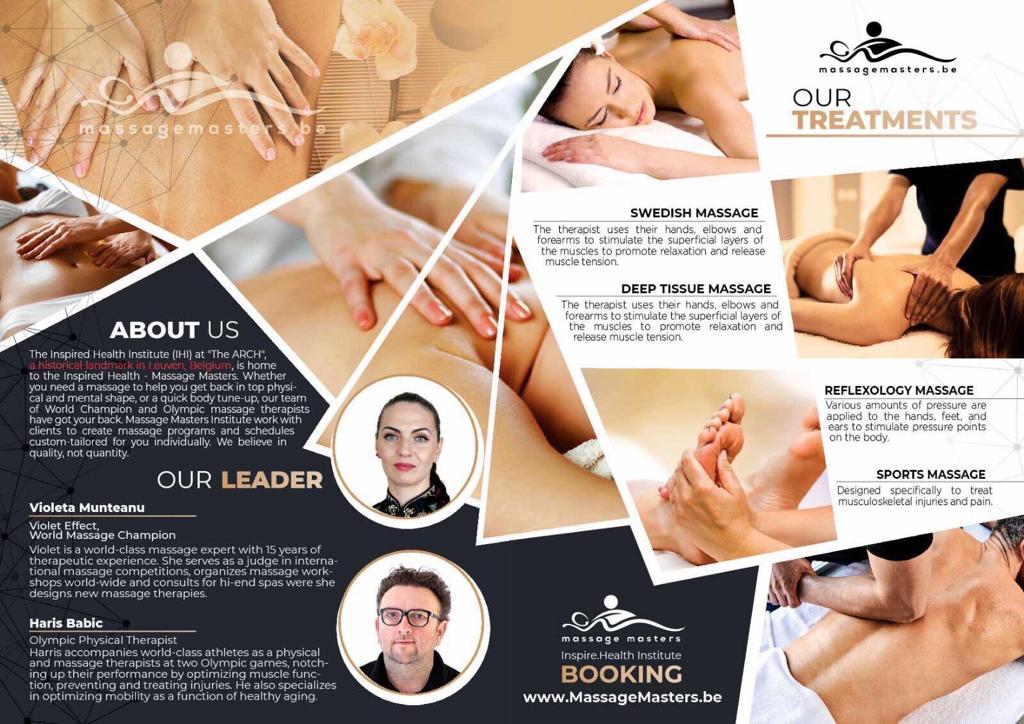 massagemasters.be
ABOUT US
The Inspired Health Institute (IHI) at "The ARCH",
a historical landmark in Leuven, Belgium, is home
to the Inspired Health - Massage Masters. Whether
you need a massage to help you get back in top physi-
cal and mental shape, or a quick body tune-up, our team
of World Champion and Olympic massage therapists
have got your back. Massage Masters Institute work with
clients to create massage programs and schedules
custom-tailored for you individually. We believe in
quality, not quantity.
OUR LEADER
Violeta Munteanu
Violet Effect,
World Massage Champion
Violet is a world-class massage expert with 15 years of
therapeutic experience. She serves as a judge in interna-
tional massage competitions, organizes massage work-
shops world-wide and consults for hi-end spas were she
designs new massage therapies.
Haris Babic
Olympic Physical Therapist
Harris accompanies world-class athletes as a physical
and massage therapists at two Olympic games, notch-
ing up their performance by optimizing muscle func-
tion, preventing and treating injuries. He also specializes
in optimizing mobility as a function of healthy aging.
massagemasters.be
OUR
TREATMENTS
SWEDISH MASSAGE
The therapist uses their hands, elbows and
forearms to stimulate the superficial layers of
the muscles to promote relaxation and release
muscle tension.
DEEP TISSUE MASSAGE
The therapist uses their hands, elbows and
forearms to stimulate the superficial layers of
the muscles to promote relaxation and
release muscle tension.
REFLEXOLOGY MASSAGE
Various amounts of pressure are
applied to the hands, feet, and
ears to stimulate pressure points
on the body.
SPORTS MASSAGE
Designed specifically to treat
musculoskeletal injuries and pain.
massage masters
Inspire.Health Institute
BOOKING
www.MassageMasters.be